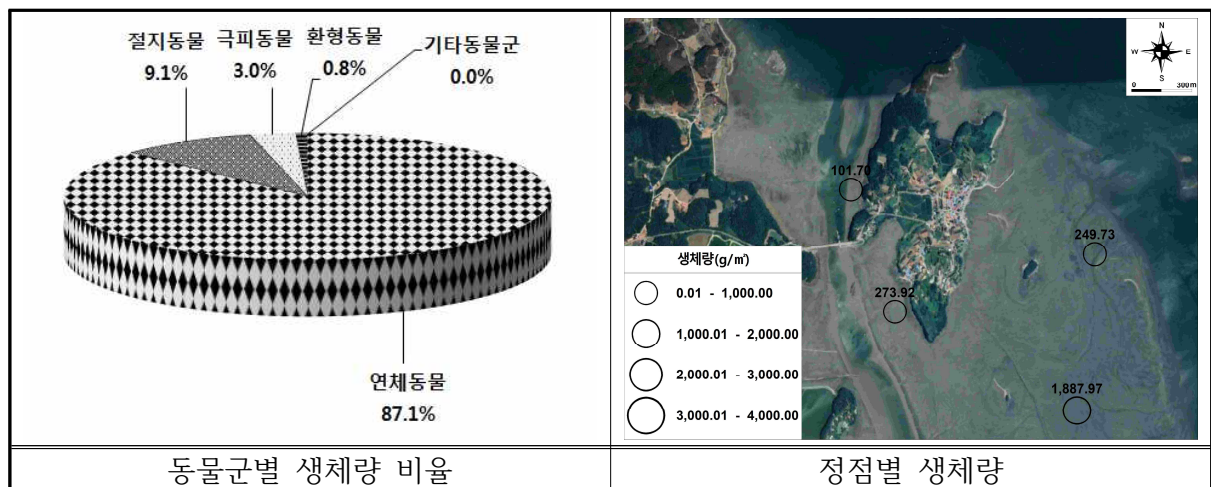 절지동물 극피동물 환형동물 기타동물군
9.1% 3.0% 0.8% 0.0%
연체동물
87.1%
동물군별 생체량 비율
N
W E
S
0 300m
101.70
249.73
273.92
1,887.97
생체량(g/㎡)
0.01 - 1,000.00
1,000.01 - 2,000.00
2,000.01 - 3,000.00
3,000.01 - 4,000.00
정점별 생체량